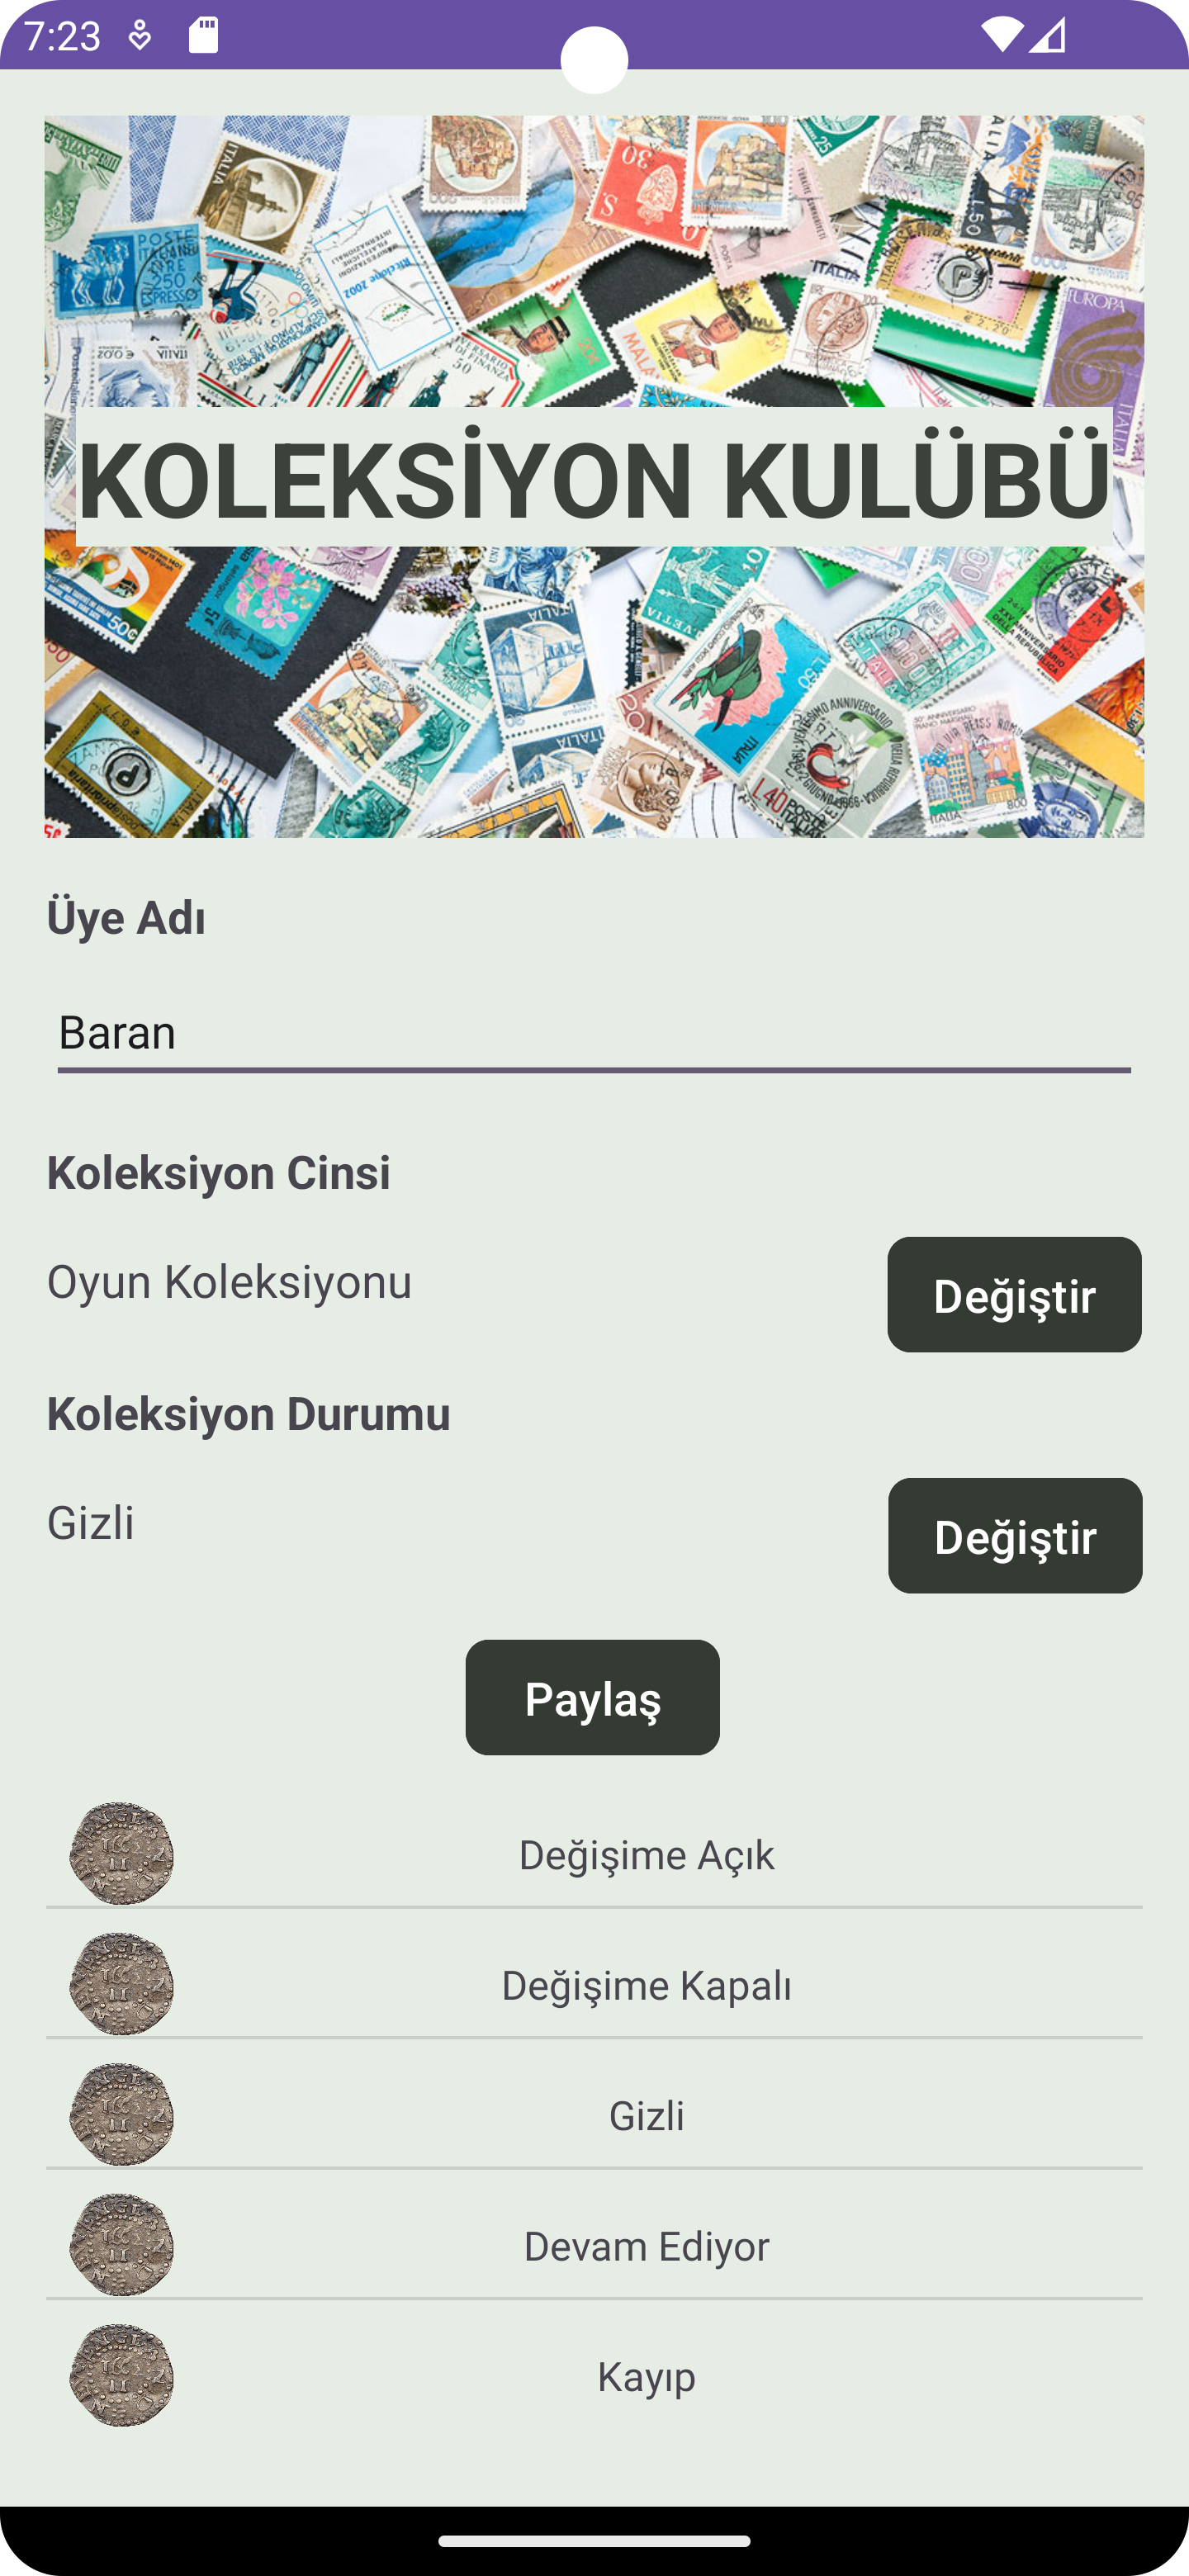 7:23
KOLEKSİYON KULÜBÜ
Üye Adı
Baran
Koleksiyon Cinsi
Oyun Koleksiyonu
Değiştir
Koleksiyon Durumu
Gizli
Değiştir
Paylaş
Değişime Açık
Değişime Kapalı
Gizli
Devam Ediyor
Kayıp